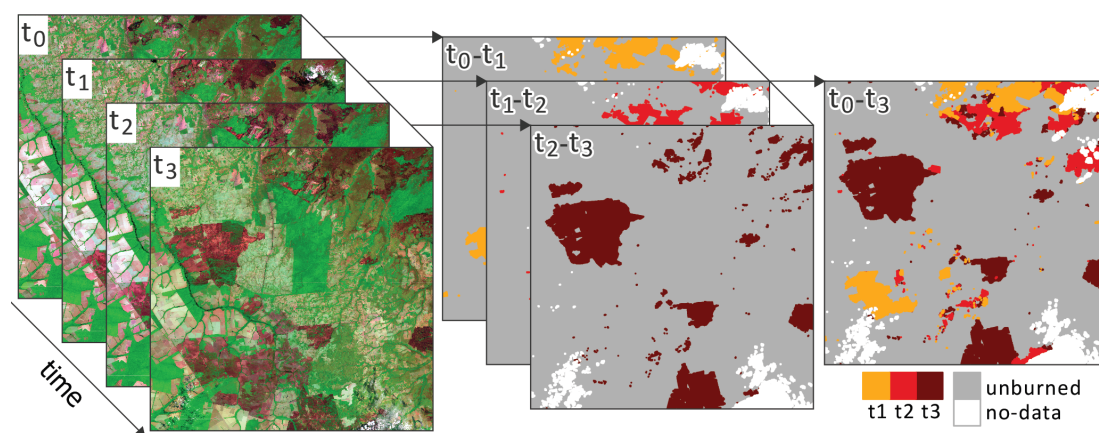 t0
t1
t2
t3
time
t0-t1
t1-t2
t2-t3
t0-t3
t1 t2 t3
unburned
no-data